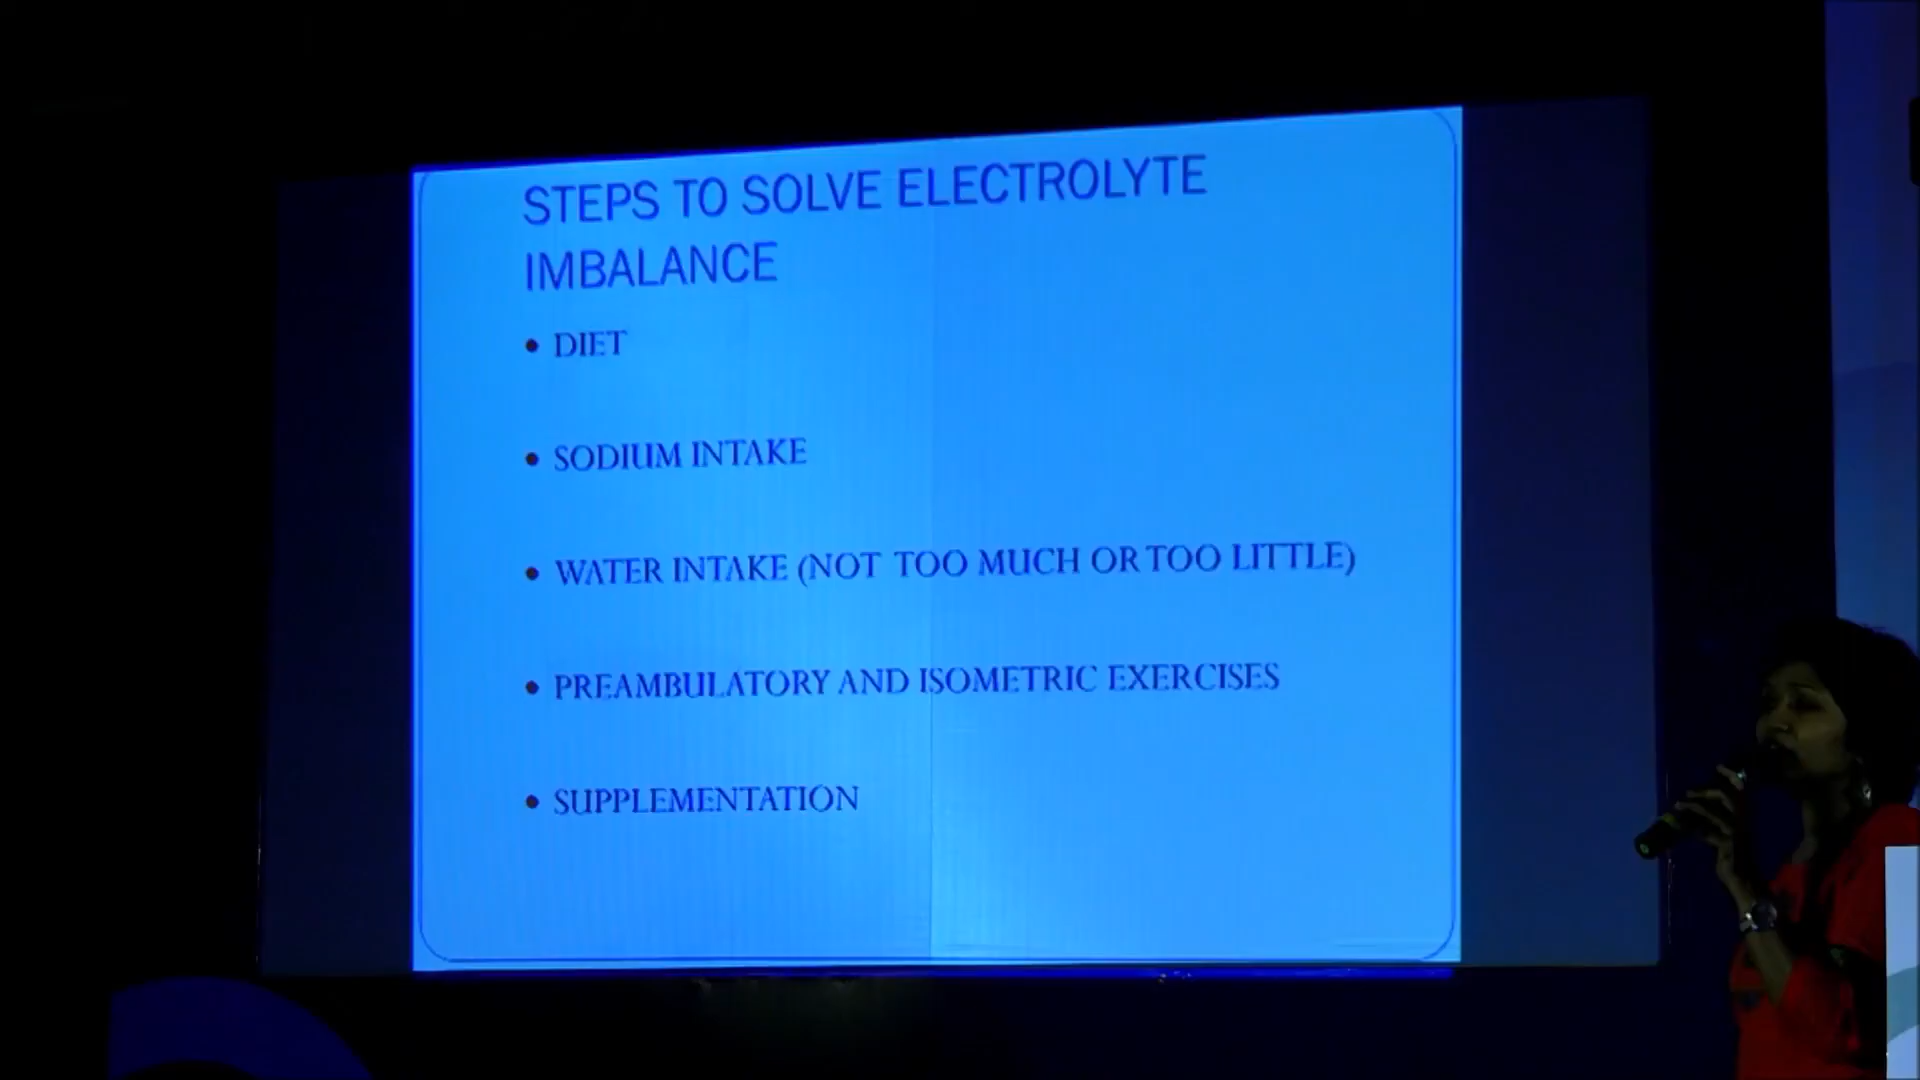 STEPS TO SOLVE ELECTROLYTE
IMBALANCE
• DIET
• SODIUM INTAKE
• WATER INTAKE (NOT TOO MUCH OR TOO LITTLE)
• PREAMBULATORY AND ISOMETRIC EXERCISES
• SUPPLEMENTATION